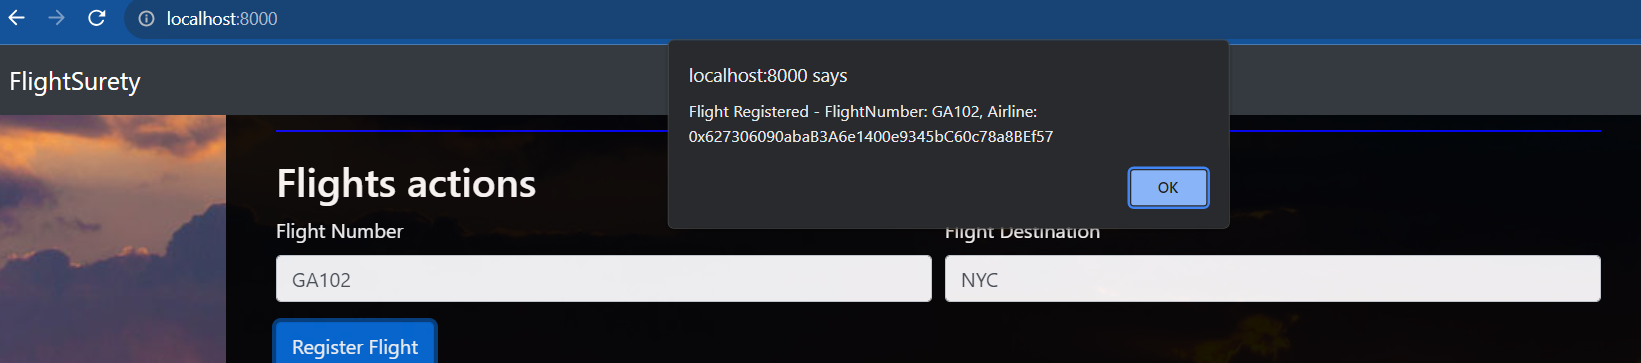 localhost:8000
FlightSurety
localhost:8000 says
Flight Registered - FlightNumber: GA102, Airline:
0x627306090abaB3A6e1400e9345bC60c78a8BEf57
OK
Flights actions
Flight Number
Flight Destination
GA102
NYC
Register Flight